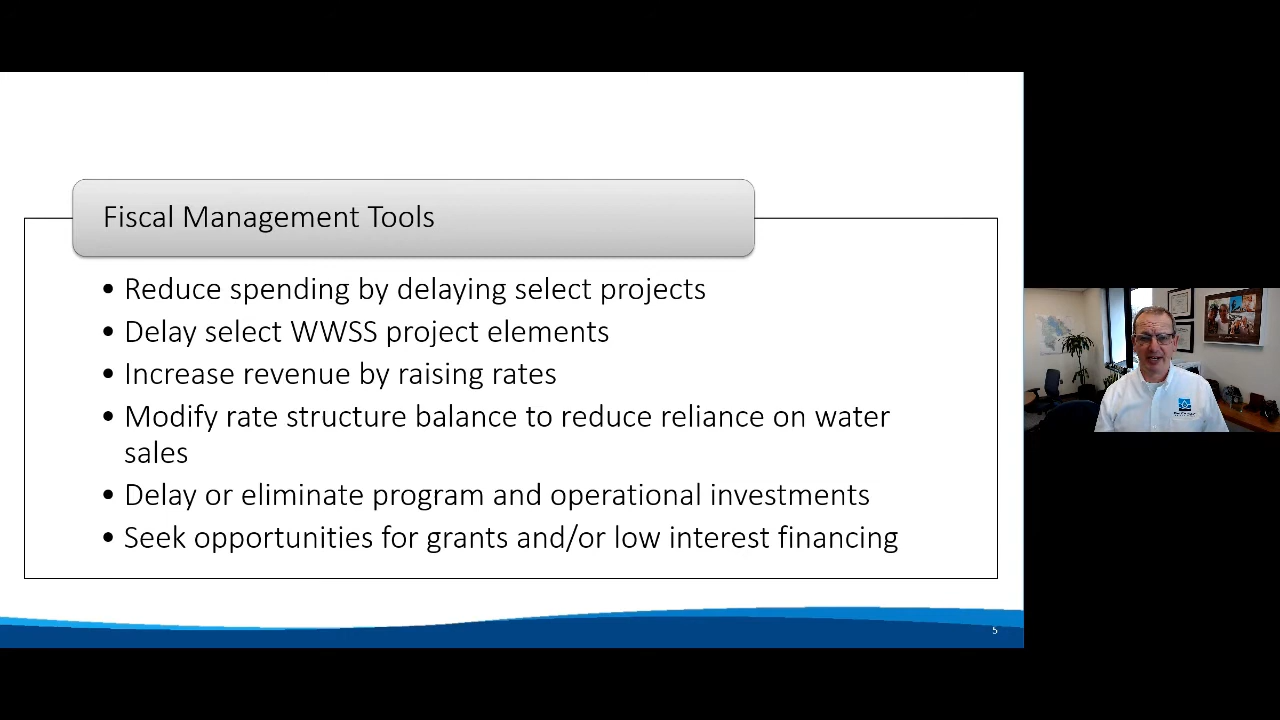 Fiscal Management Tools
• Reduce spending by delaying select projects
• Delay select WWSS project elements
• Increase revenue by raising rates
• Modify rate structure balance to reduce reliance on water
sales
• Delay or eliminate program and operational investments
• Seek opportunities for grants and/or low interest financing
5